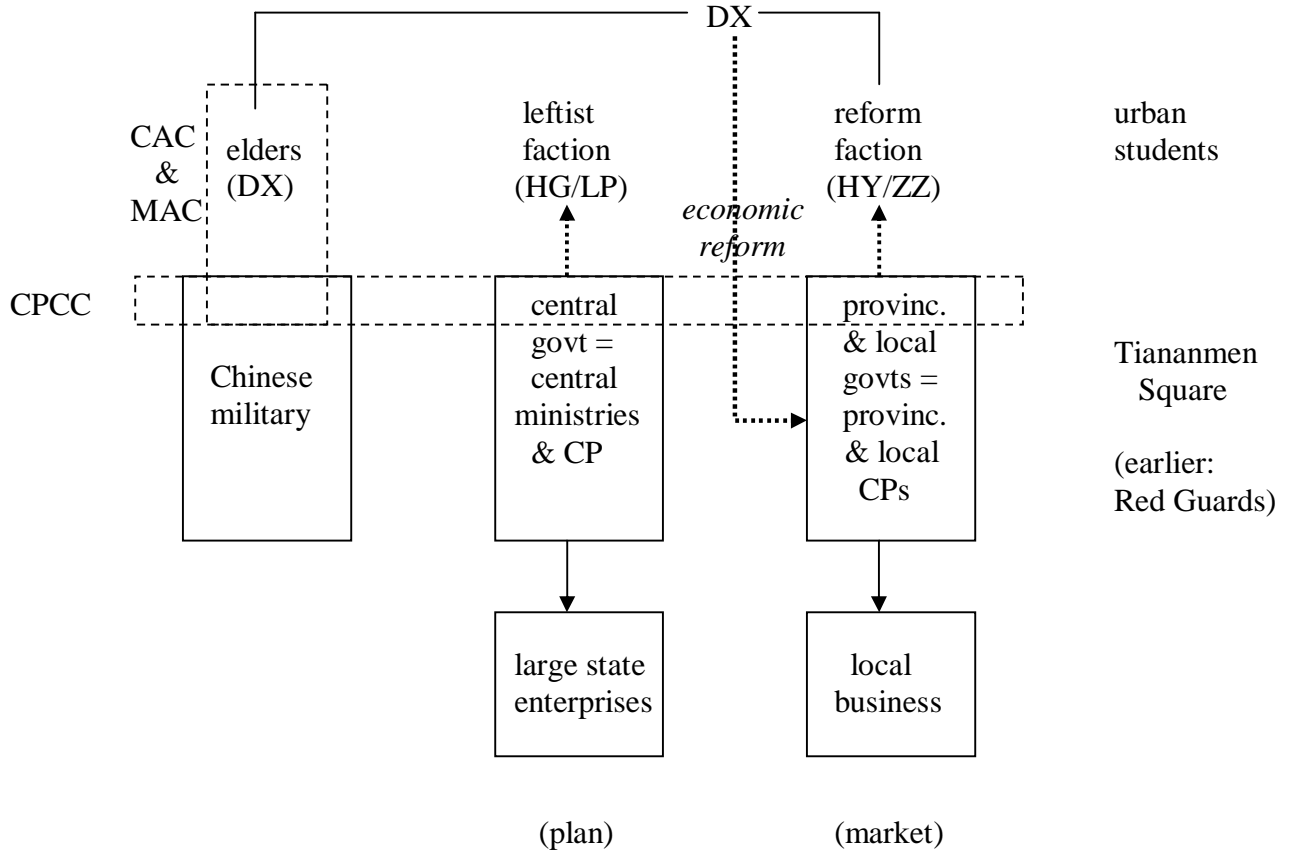 DX
CAC
&
MAC
elders
(DX)
leftist
faction
(HG/LP)
economic
reform
reform
faction
(HY/ZZ)
urban
students
CPCC
Chinese
military
central
govt =
central
ministries
& CP
provinc.
& local
govts =
provinc.
& local
CPs
Tiananmen
Square
(earlier:
Red Guards)
large state
enterprises
local
business
(plan)
(market)